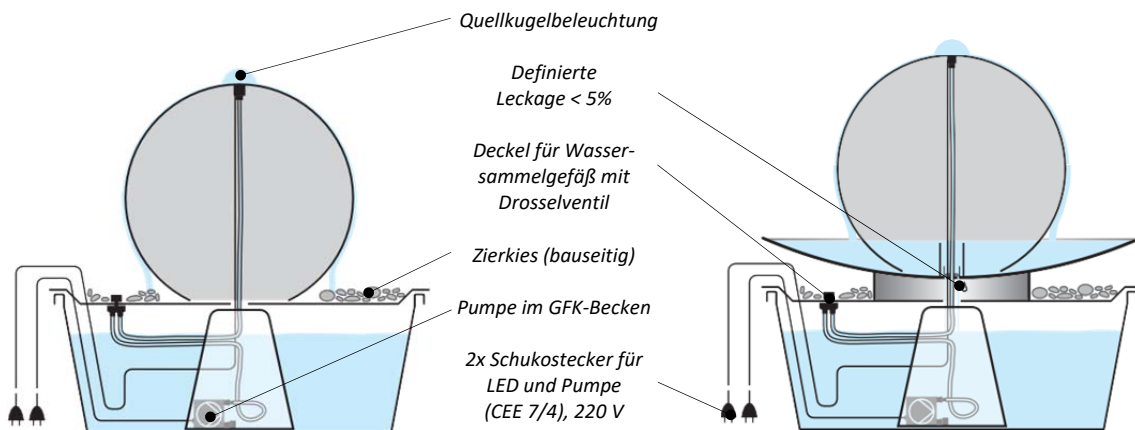 Quellkugelbeleuchtung
Definierte
Leckage < 5%
Deckel für Wasser-
sammelgefäß mit
Drosselventil
Zierkies (bauseitig)
Pumpe im GFK-Becken
2x Schukostecker für
LED und Pumpe
(CEE 7/4), 220 V